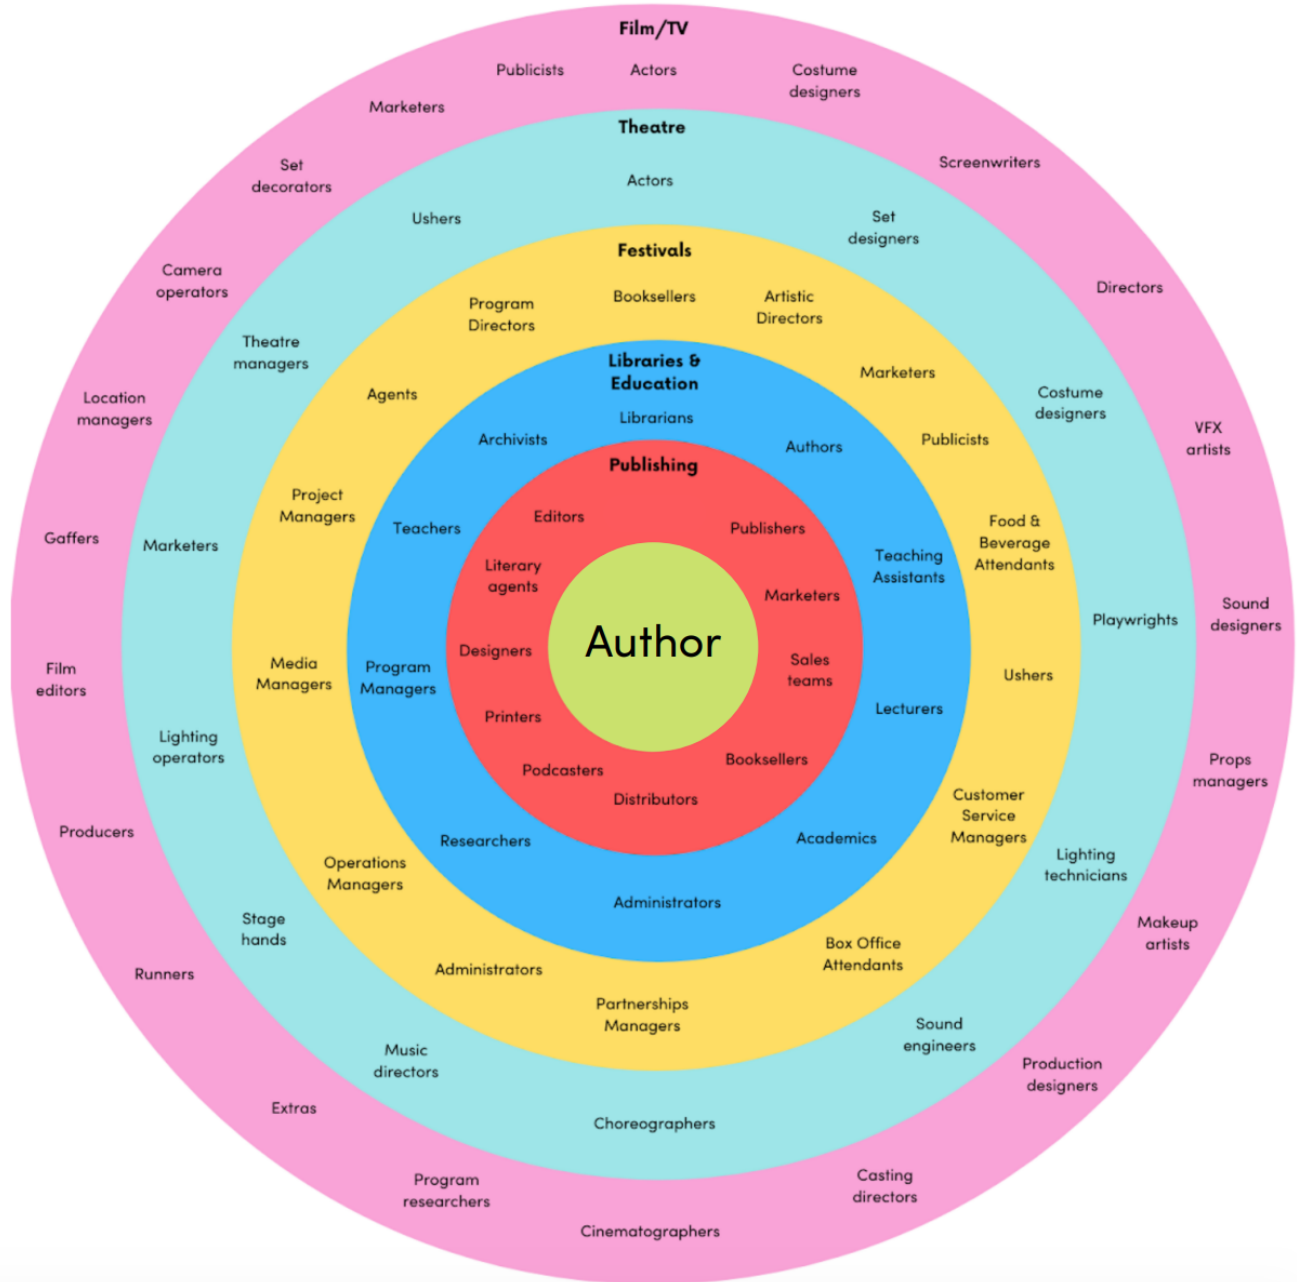 Film/TV
Publicists
Actors
Costume
designers
Marketers
Screenwriters
Set
decorators
Directors
Camera
operators
VFX
artists
Location
managers
Sound
designers
Gaffers
Props
managers
Film
editors
Makeup
artists
Producers
Production
designers
Runners
Casting
directors
Extras
Program
researchers
Cinematographers
Theatre
Actors
Ushers
Set
designers
Theatre
managers
Costume
designers
Marketers
Playwrights
Lighting
operators
Lighting
technicians
Stage
hands
Sound
engineers
Music
directors
Choreographers
Festivals
Program
Directors
Booksellers
Artistic
Directors
Agents
Marketers
Publicists
Project
Managers
Food &
Beverage
Attendants
Media
Managers
Ushers
Operations
Managers
Customer
Service
Managers
Administrators
Box Office
Attendants
Partnerships
Managers
Libraries &
Education
Librarians
Archivists
Authors
Teachers
Teaching
Assistants
Program
Managers
Lecturers
Researchers
Academics
Administrators
Publishing
Editors
Publishers
Literary
agents
Marketers
Designers
Sales
teams
Printers
Booksellers
Podcasters
Distributors
Author